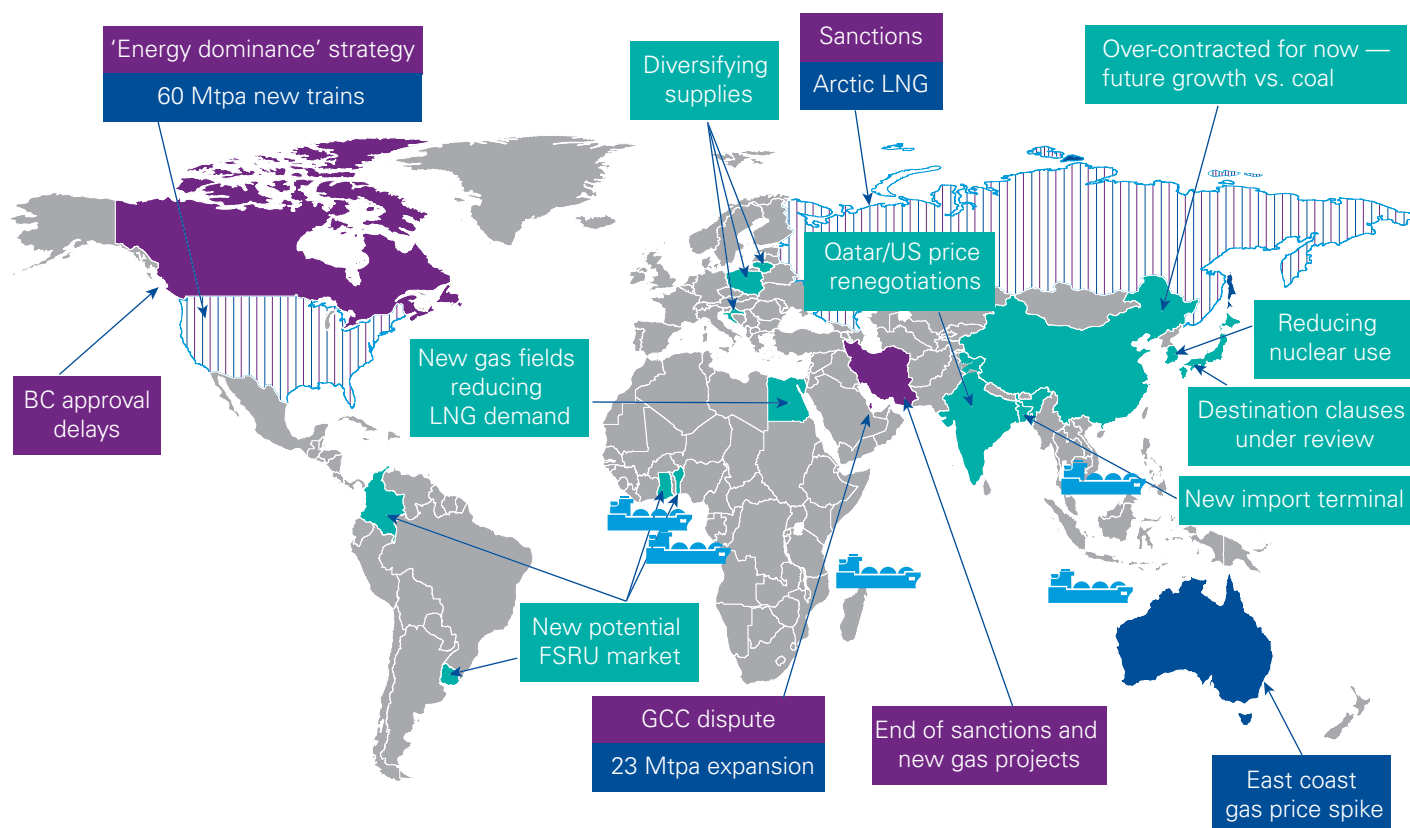 ‘Energy dominance’ strategy
60 Mtpa new trains
Diversifying
supplies
Sanctions
Arctic LNG
Over-contracted for now —
future growth vs. coal
Qatar/US price
renegotiations
BC approval
delays
New gas fields
reducing
LNG demand
Reducing
nuclear use
Destination clauses
under review
New import terminal
New potential
FSRU market
GCC dispute
23 Mtpa expansion
End of sanctions and
new gas projects
East coast
gas price spike